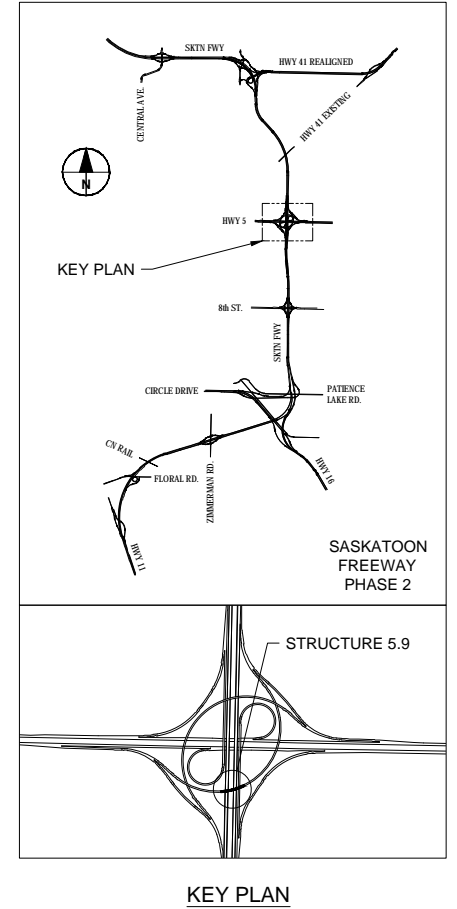 SKTN FWY
HWY 41 REALIGNED
CENTRAL AVE.
HWY 41 EXISTING
N
HWY 5
KEY PLAN
8th ST.
SKTN FWY
CIRCLE DRIVE
PATIENCE
LAKE RD.
CN RAIL
ZIMMERMAN RD.
FLORAL RD.
HWY 16
HWY 11
SASKATOON
FREEWAY
PHASE 2
STRUCTURE 5.9
KEY PLAN